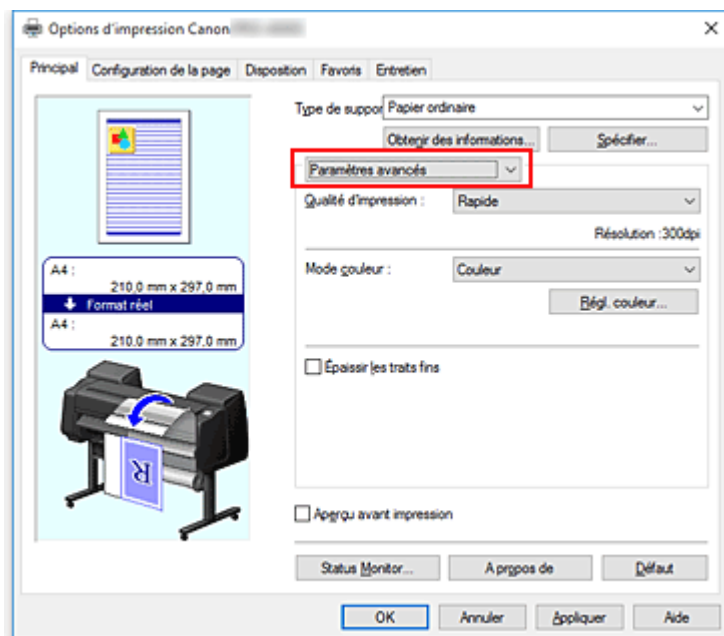 Options d'impression Canon
Principal Configuration de la page Disposition Favoris Entretien
Type de suppor Papier ordinaire
Obtenir des informations... Spécifier...
Paramètres avancés
Qualité d'impression : Rapide
Résolution :300dpi
Mode couleur : Couleur
Régl. couleur...
Épaissir les traits fins
A4 :
210,0 mm x 297,0 mm
Format réel
A4 :
210,0 mm x 297,0 mm
R
Aperçu avant impression
Status Monitor... A propos de Défaut
OK Annuler Appliquer Aide